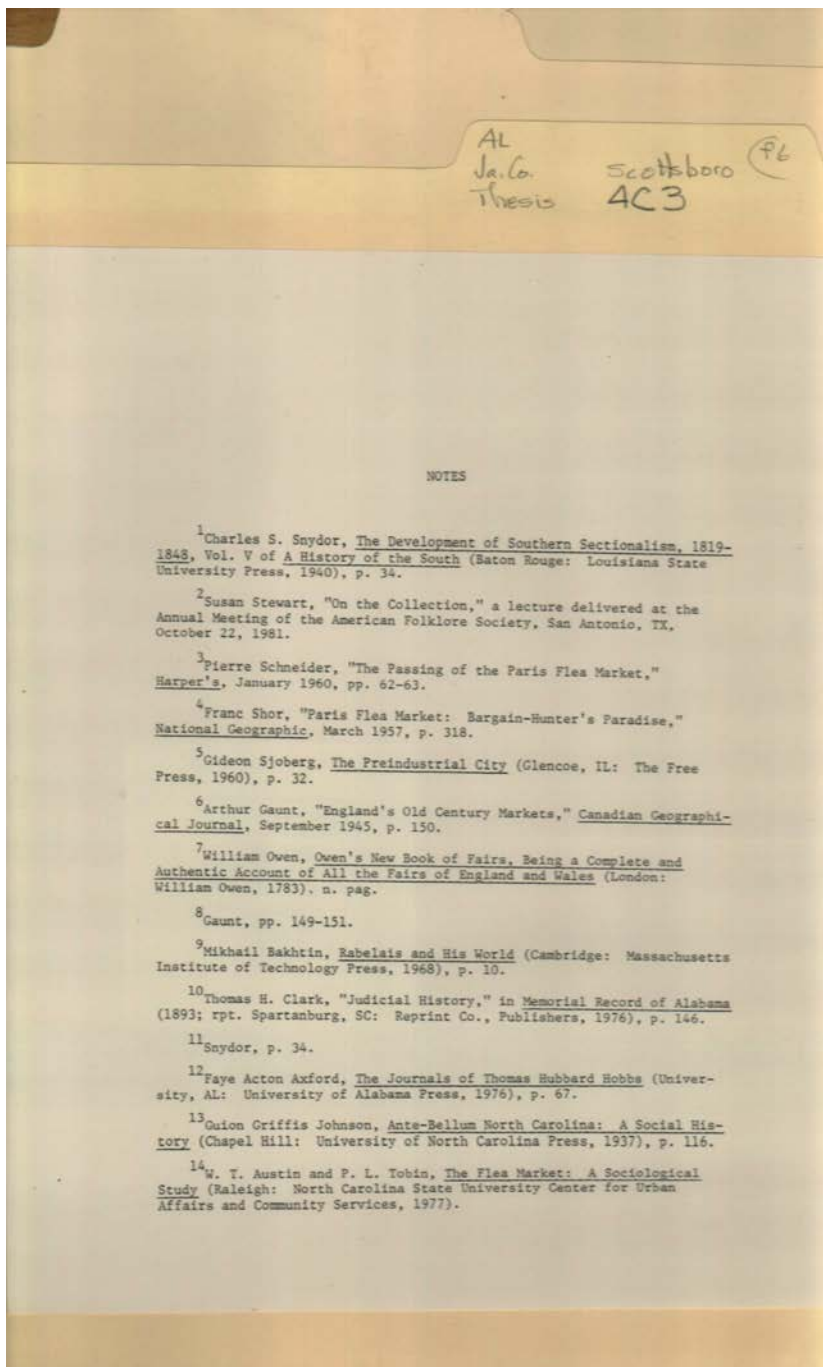 AL
Ja. Co. Scottsboro P6
Thesis 4C3
NOTES
1Charles S. Snydor, The Development of Southern Sectionalism, 1819-
1848, Vol. V of A History of the South (Baton Rouge: Louisiana State
University Press, 1940), p. 34.
2Susan Stewart, "On the Collection," a lecture delivered at the
Annual Meeting of the American Folklore Society, San Antonio, TX,
October 22, 1981.
3Pierre Schneider, "The Passing of the Paris Flea Market,"
Harper's, January 1960, pp. 62-63.
4Franc Shor, "Paris Flea Market: Bargain-Hunter's Paradise,"
National Geographic, March 1957, p. 318.
5Gideon Sjoberg, The Preindustrial City (Glencoe, IL: The Free
Press, 1960), p. 32.
6Arthur Gaunt, "England's Old Century Markets," Canadian Geographi-
cal Journal, September 1945, p. 150.
7William Owen, Owen's New Book of Fairs, Being a Complete and
Authentic Account of All the Fairs of England and Wales (London:
William Owen, 1783). n. pag.
8Gaunt, pp. 149-151.
9Mikhail Bakhtin, Rabelais and His World (Cambridge: Massachusetts
Institute of Technology Press, 1968), p. 10.
10Thomas H. Clark, "Judicial History," in Memorial Record of Alabama
(1893; rpt. Spartanburg, SC: Reprint Co., Publishers, 1976), p. 146.
11Snydor, p. 34.
12Faye Acton Axford, The Journals of Thomas Hubbard Hobbs (Univer-
sity, AL: University of Alabama Press, 1976), p. 67.
13Guion Griffis Johnson, Ante-Bellum North Carolina: A Social His-
tory (Chapel Hill: University of North Carolina Press, 1937), p. 116.
14W. T. Austin and P. L. Tobin, The Flea Market: A Sociological
Study (Raleigh: North Carolina State University Center for Urban
Affairs and Community Services, 1977).